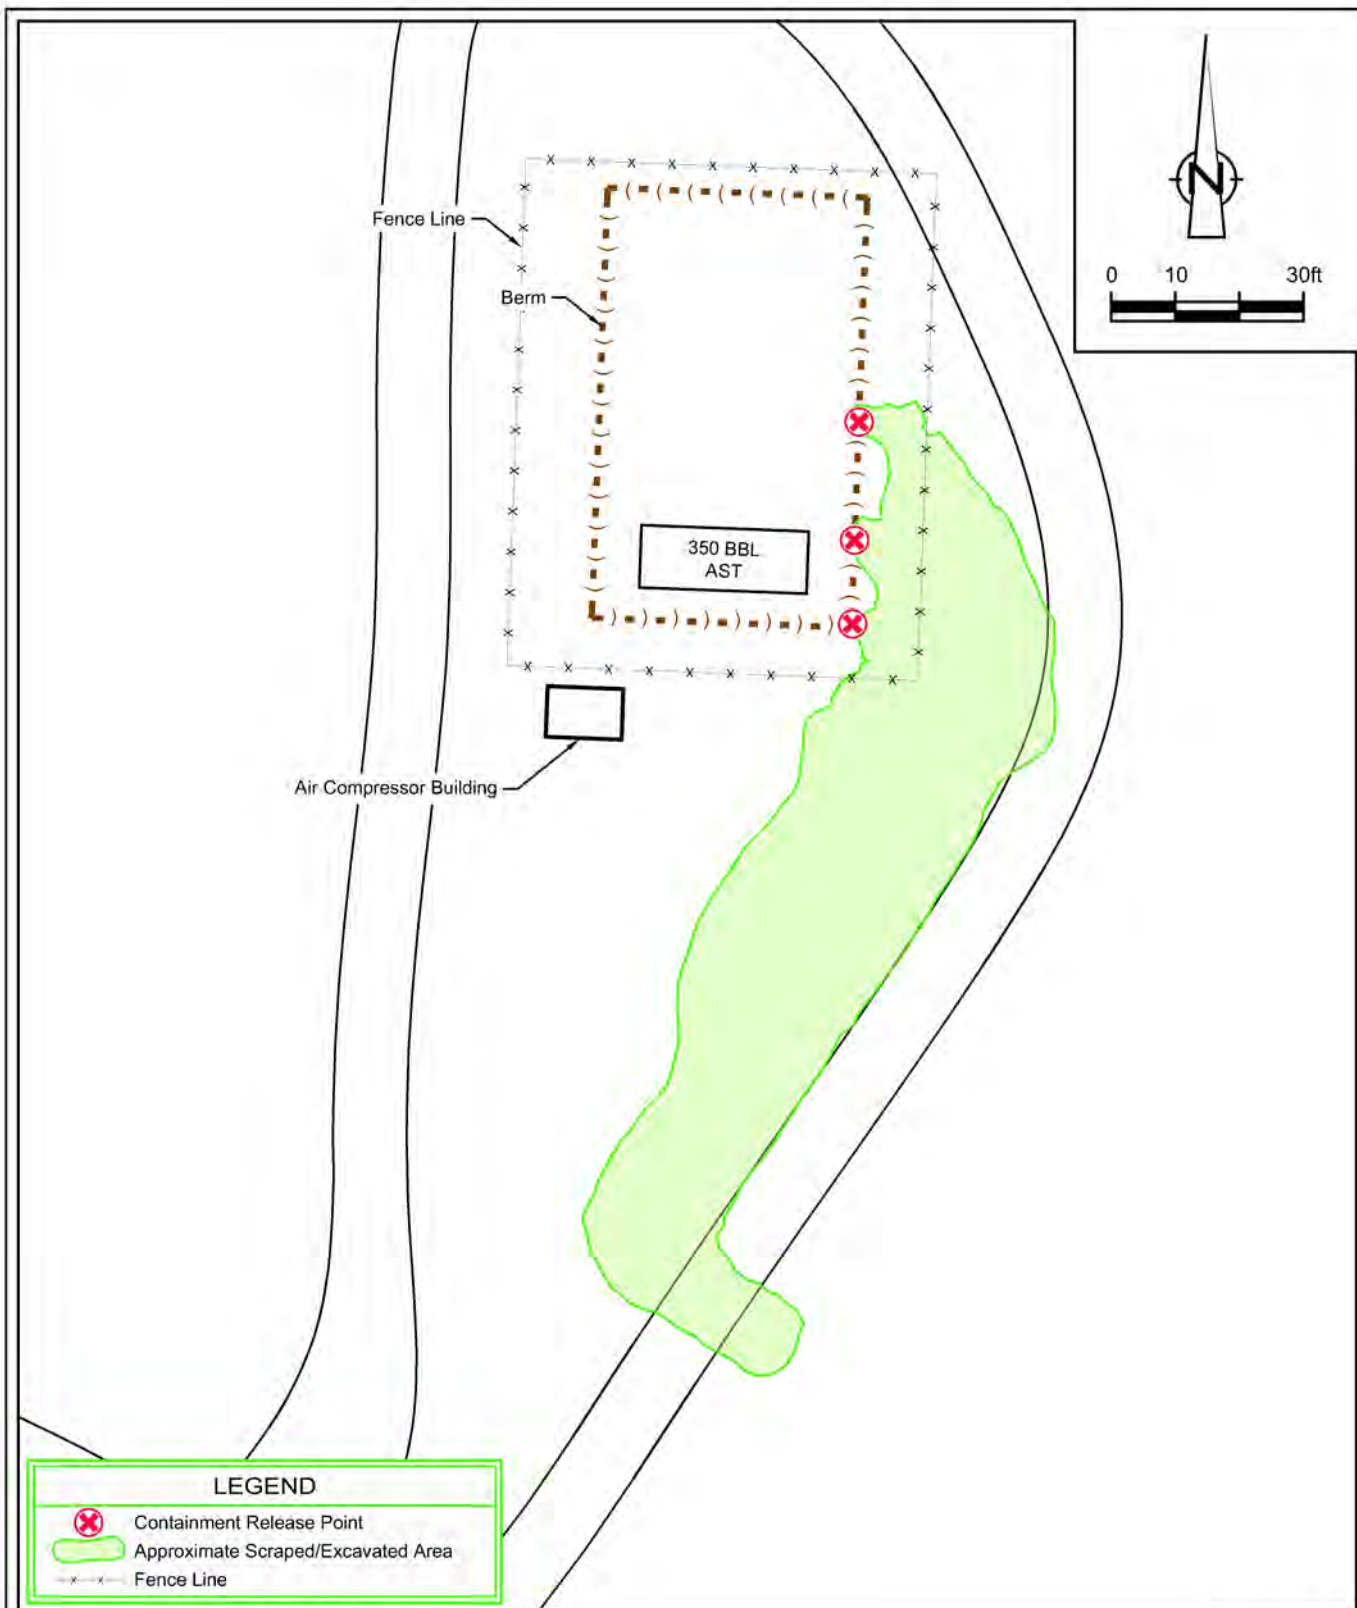 N
0 10 30ft
Fence Line
Berm
350 BBL
AST
Air Compressor Building
LEGEND
Containment Release Point
Approximate Scraped/Excavated Area
Fence Line